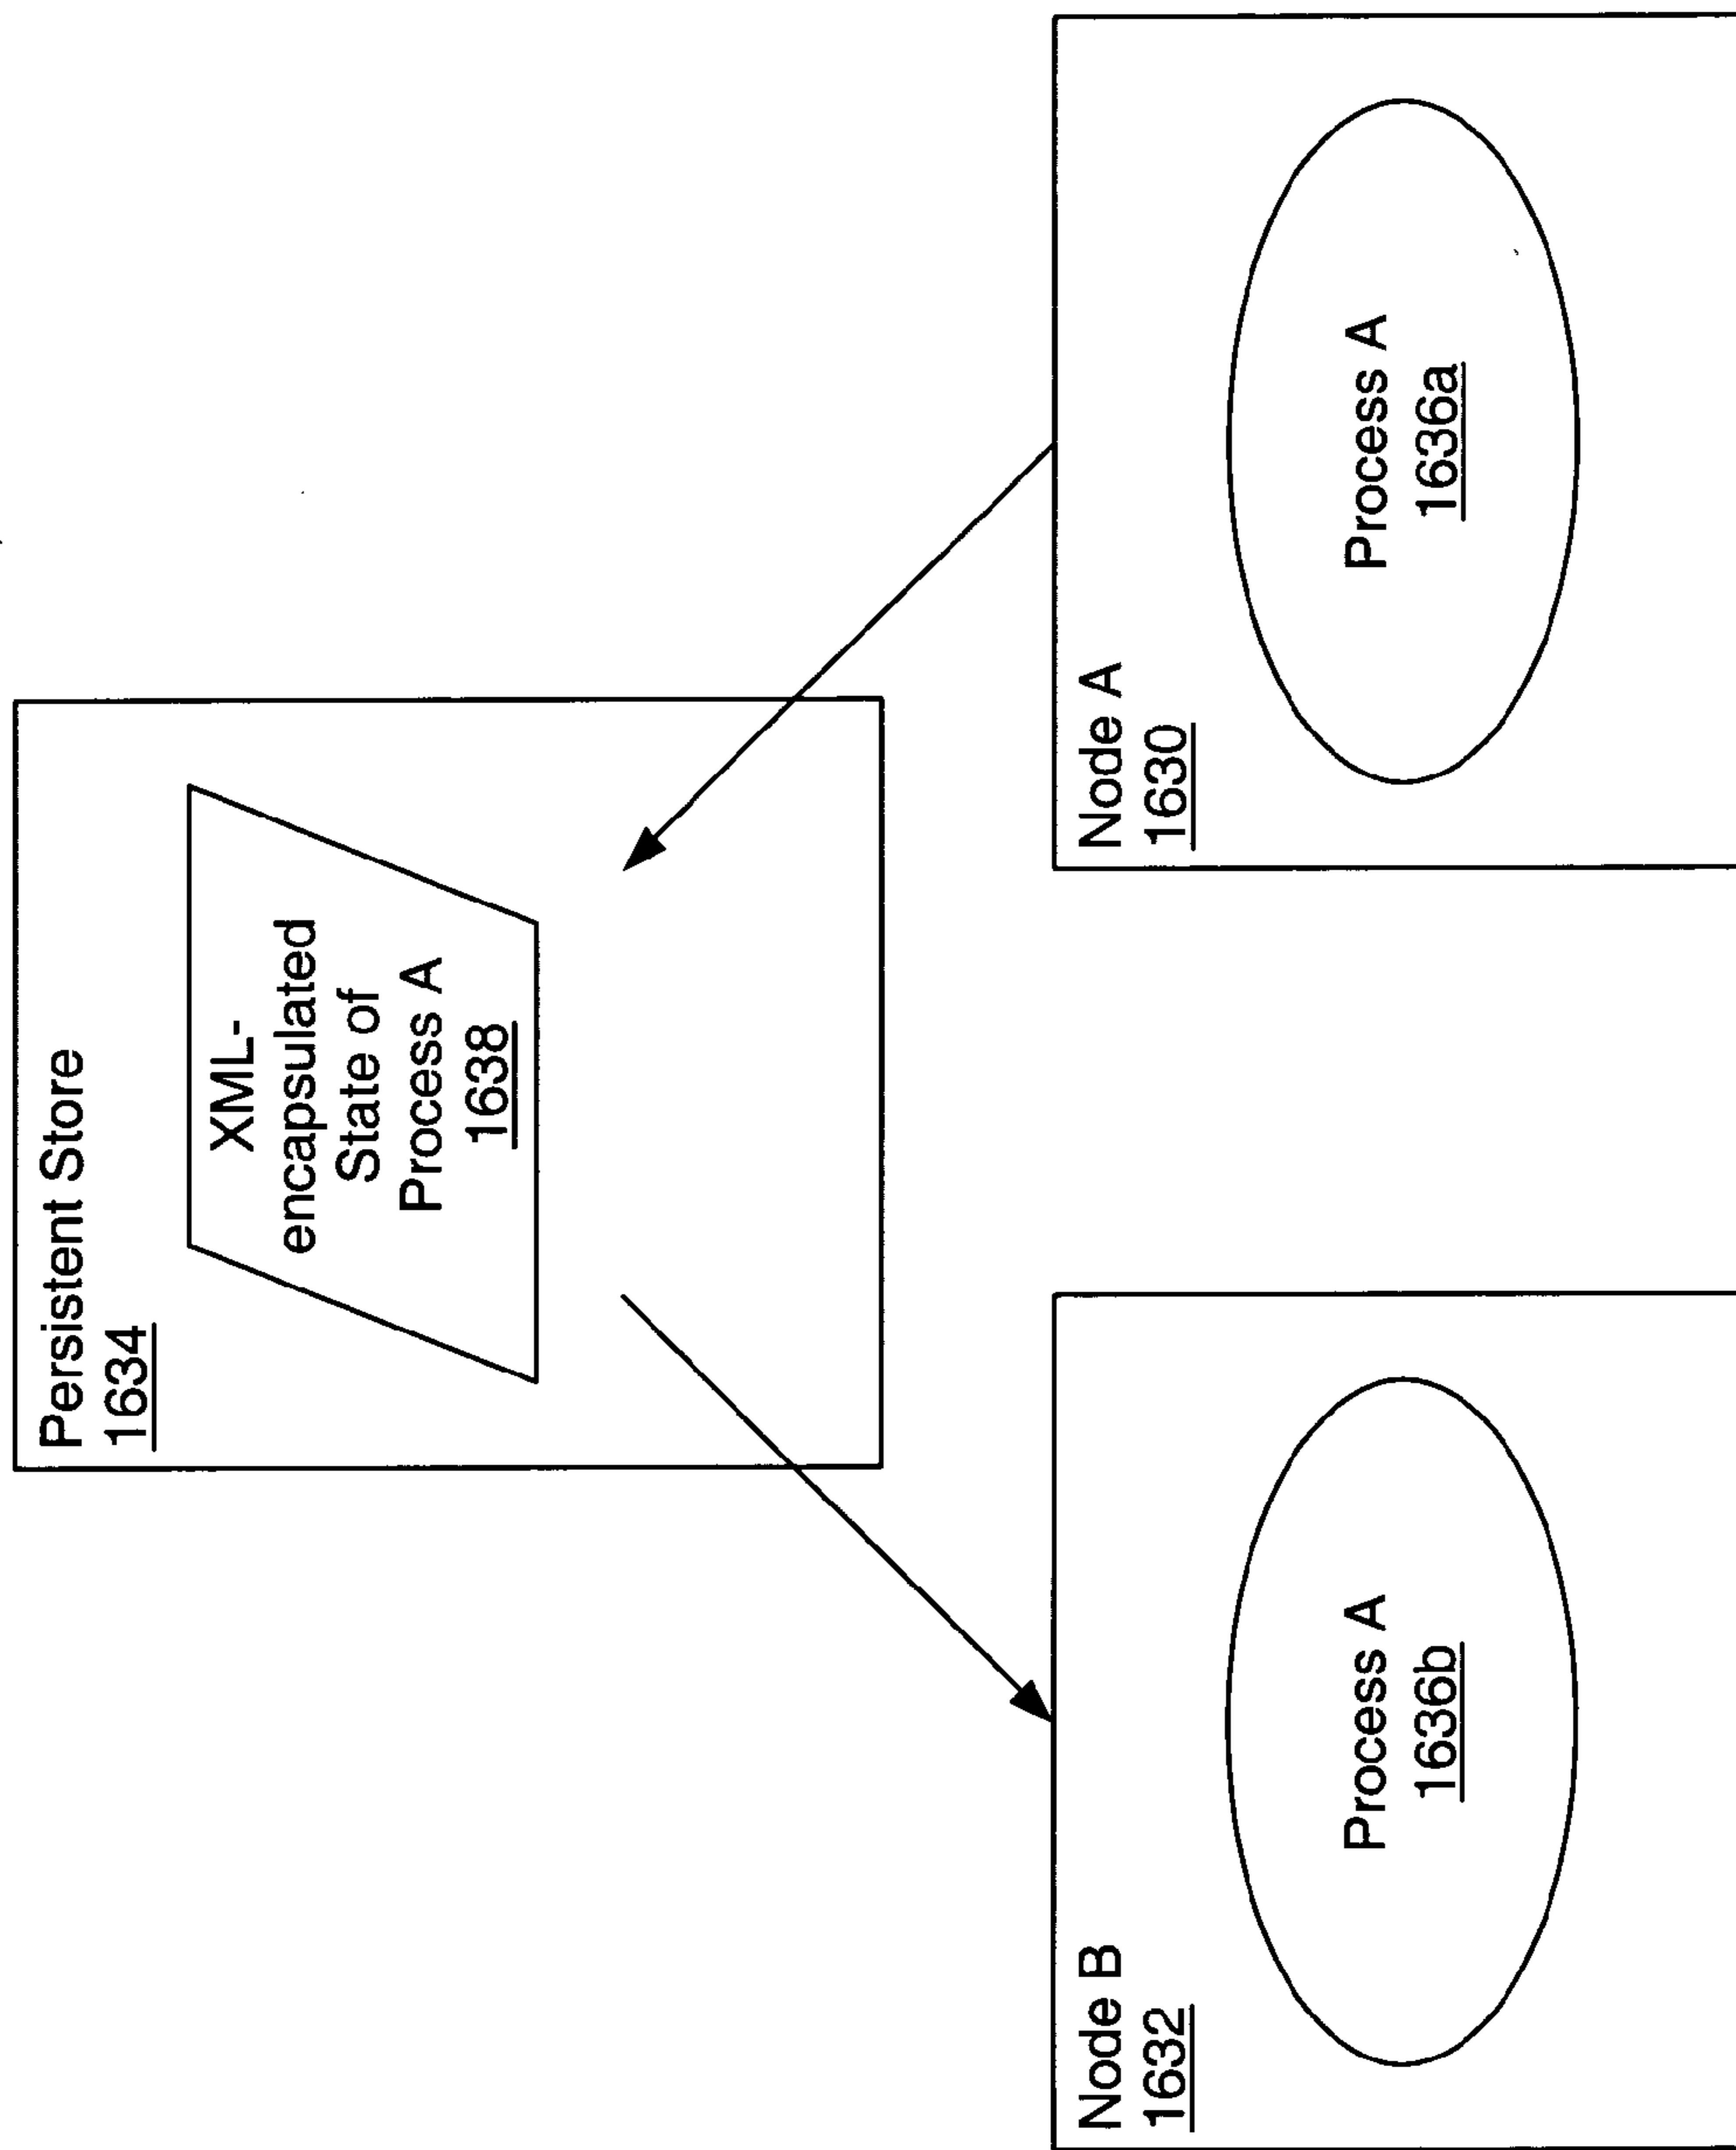 Persistent Store
1634
XML-
encapsulated
State of
Process A
1638
Node B
1632
Process A
1636b
Node A
1630
Process A
1636a